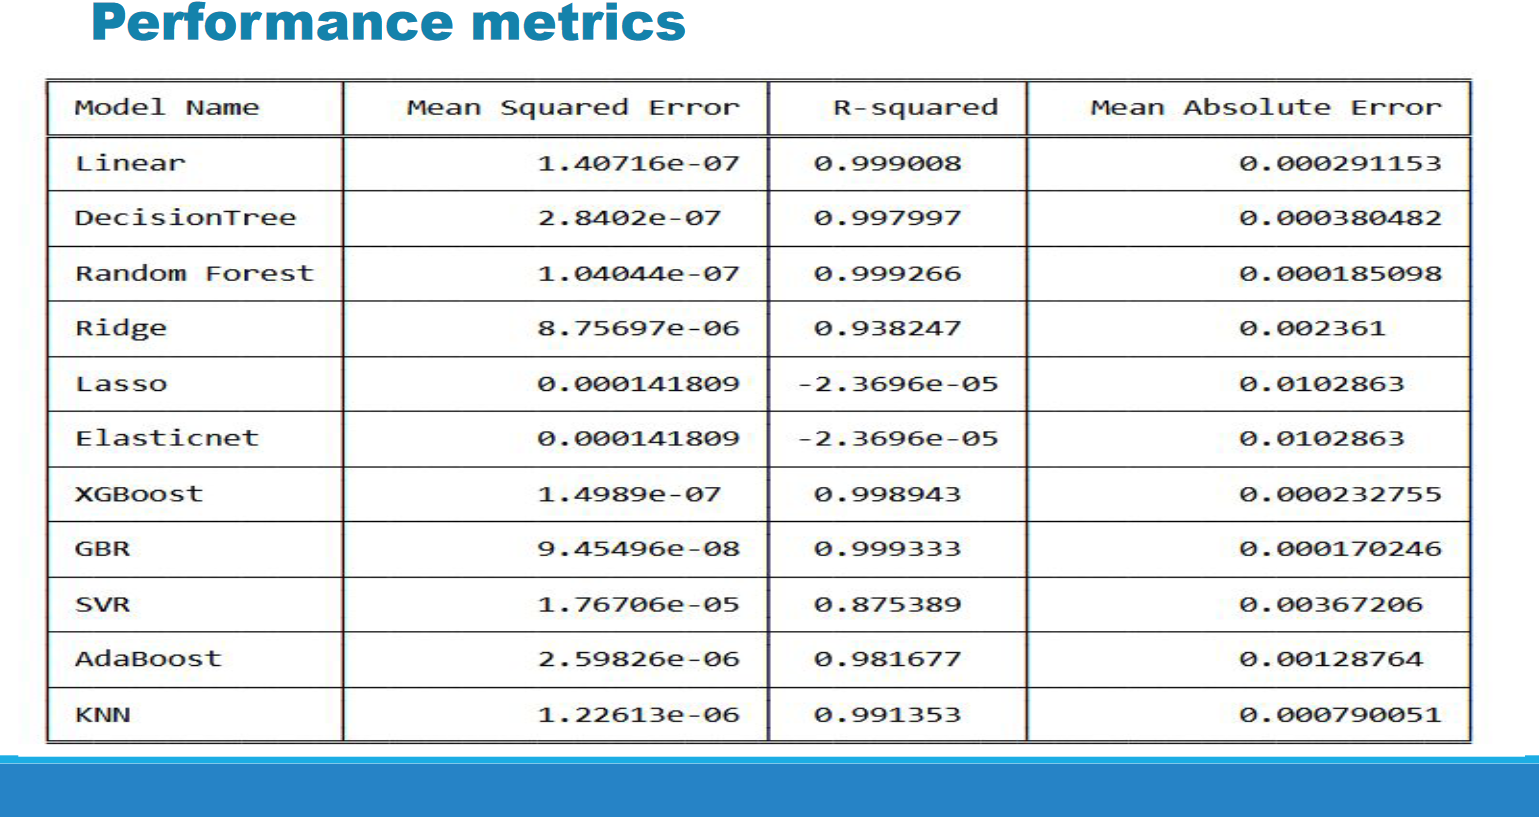 Performance metrics
Model Name Mean Squared Error R-squared Mean Absolute Error
Linear 1.40716e-07 0.999008 0.000291153
DecisionTree 2.8402e-07 0.997997 0.000380482
Random Forest 1.04044e-07 0.999266 0.000185098
Ridge 8.75697e-06 0.938247 0.002361
Lasso 0.000141809 -2.3696e-05 0.0102863
Elasticnet 0.000141809 -2.3696e-05 0.0102863
XGBoost 1.4989e-07 0.998943 0.000232755
GBR 9.45496e-08 0.999333 0.000170246
SVR 1.76706e-05 0.875389 0.00367206
AdaBoost 2.59826e-06 0.981677 0.00128764
KNN 1.22613e-06 0.991353 0.000790051